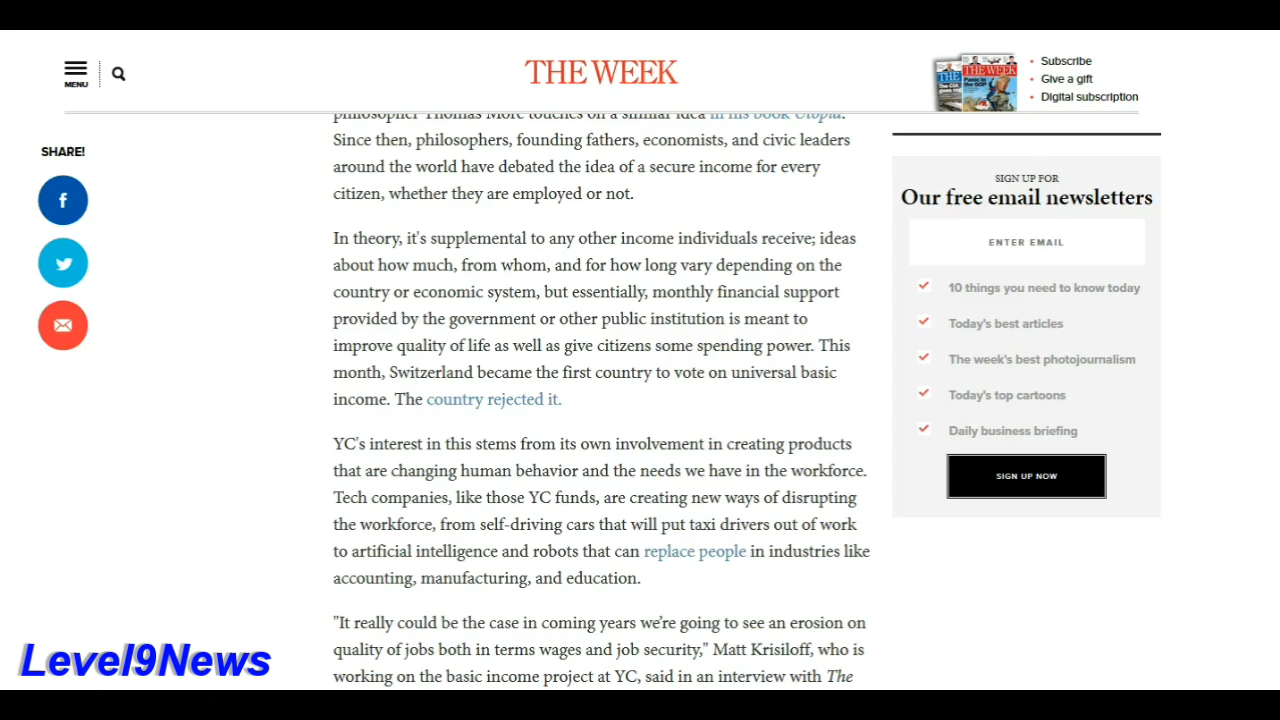 MENU
THE WEEK
THE WEEK
Subscribe
Give a gift
Digital subscription
SHARE!
philosopher Thomas More touches on a similar idea in his book Utopia.
Since then, philosophers, founding fathers, economists, and civic leaders
around the world have debated the idea of a secure income for every
citizen, whether they are employed or not.
In theory, it's supplemental to any other income individuals receive; ideas
about how much, from whom, and for how long vary depending on the
country or economic system, but essentially, monthly financial support
provided by the government or other public institution is meant to
improve quality of life as well as give citizens some spending power. This
month, Switzerland became the first country to vote on universal basic
income. The country rejected it.
YC's interest in this stems from its own involvement in creating products
that are changing human behavior and the needs we have in the workforce.
Tech companies, like those YC funds, are creating new ways of disrupting
the workforce, from self-driving cars that will put taxi drivers out of work
to artificial intelligence and robots that can replace people in industries like
accounting, manufacturing, and education.
"It really could be the case in coming years we're going to see an erosion on
quality of jobs both in terms wages and job security," Matt Krisiloff, who is
working on the basic income project at YC, said in an interview with The
SIGN UP FOR
Our free email newsletters
ENTER EMAIL
10 things you need to know today
Today's best articles
The week's best photojournalism
Today's top cartoons
Daily business briefing
SIGN UP NOW
Level9News